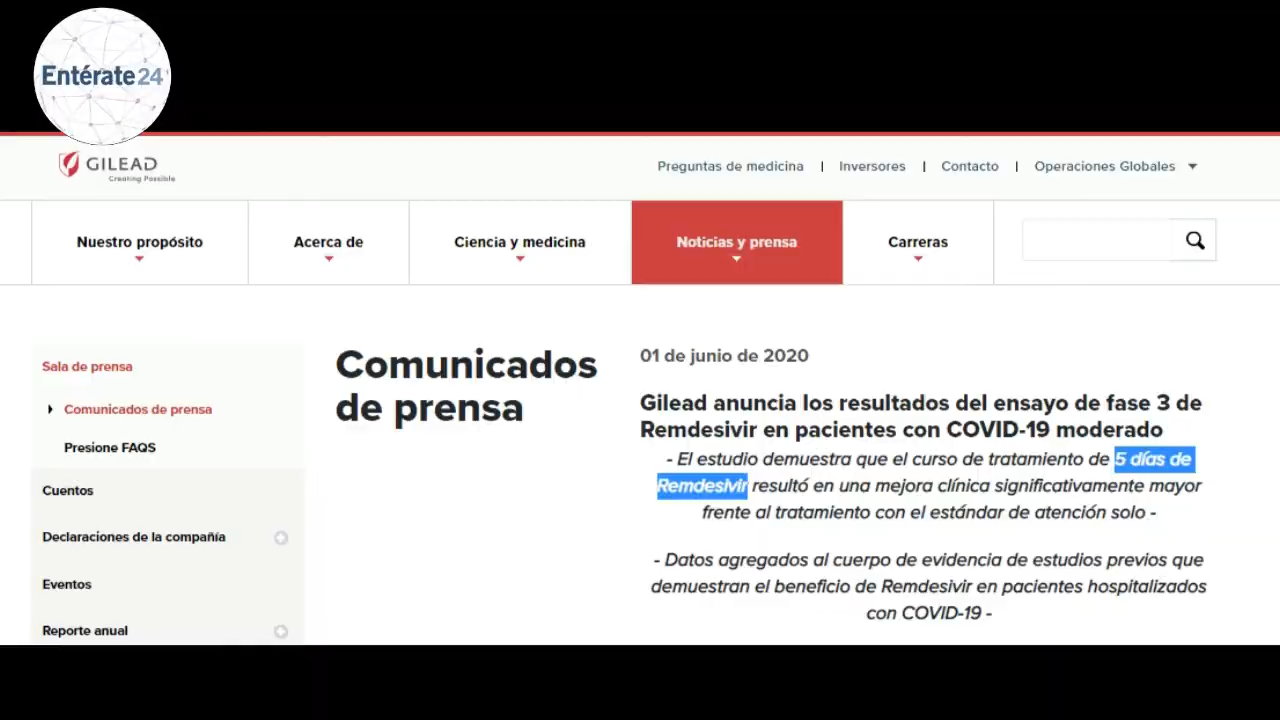 Entérate24
GILEAD
Creating Possible
Preguntas de medicina | Inversores | Contacto | Operaciones Globales
Nuestro propósito
Acerca de
Ciencia y medicina
Noticias y prensa
Carreras
Sala de prensa
Comunicados de prensa
Presione FAQS
Cuentos
Declaraciones de la compañía
Eventos
Reporte anual
Comunicados
de prensa
01 de junio de 2020
Gilead anuncia los resultados del ensayo de fase 3 de
Remdesivir en pacientes con COVID-19 moderado
- El estudio demuestra que el curso de tratamiento de 5 días de
Remdesivir resultó en una mejora clínica significativamente mayor
frente al tratamiento con el estándar de atención solo -
- Datos agregados al cuerpo de evidencia de estudios previos que
demuestran el beneficio de Remdesivir en pacientes hospitalizados
con COVID-19 -